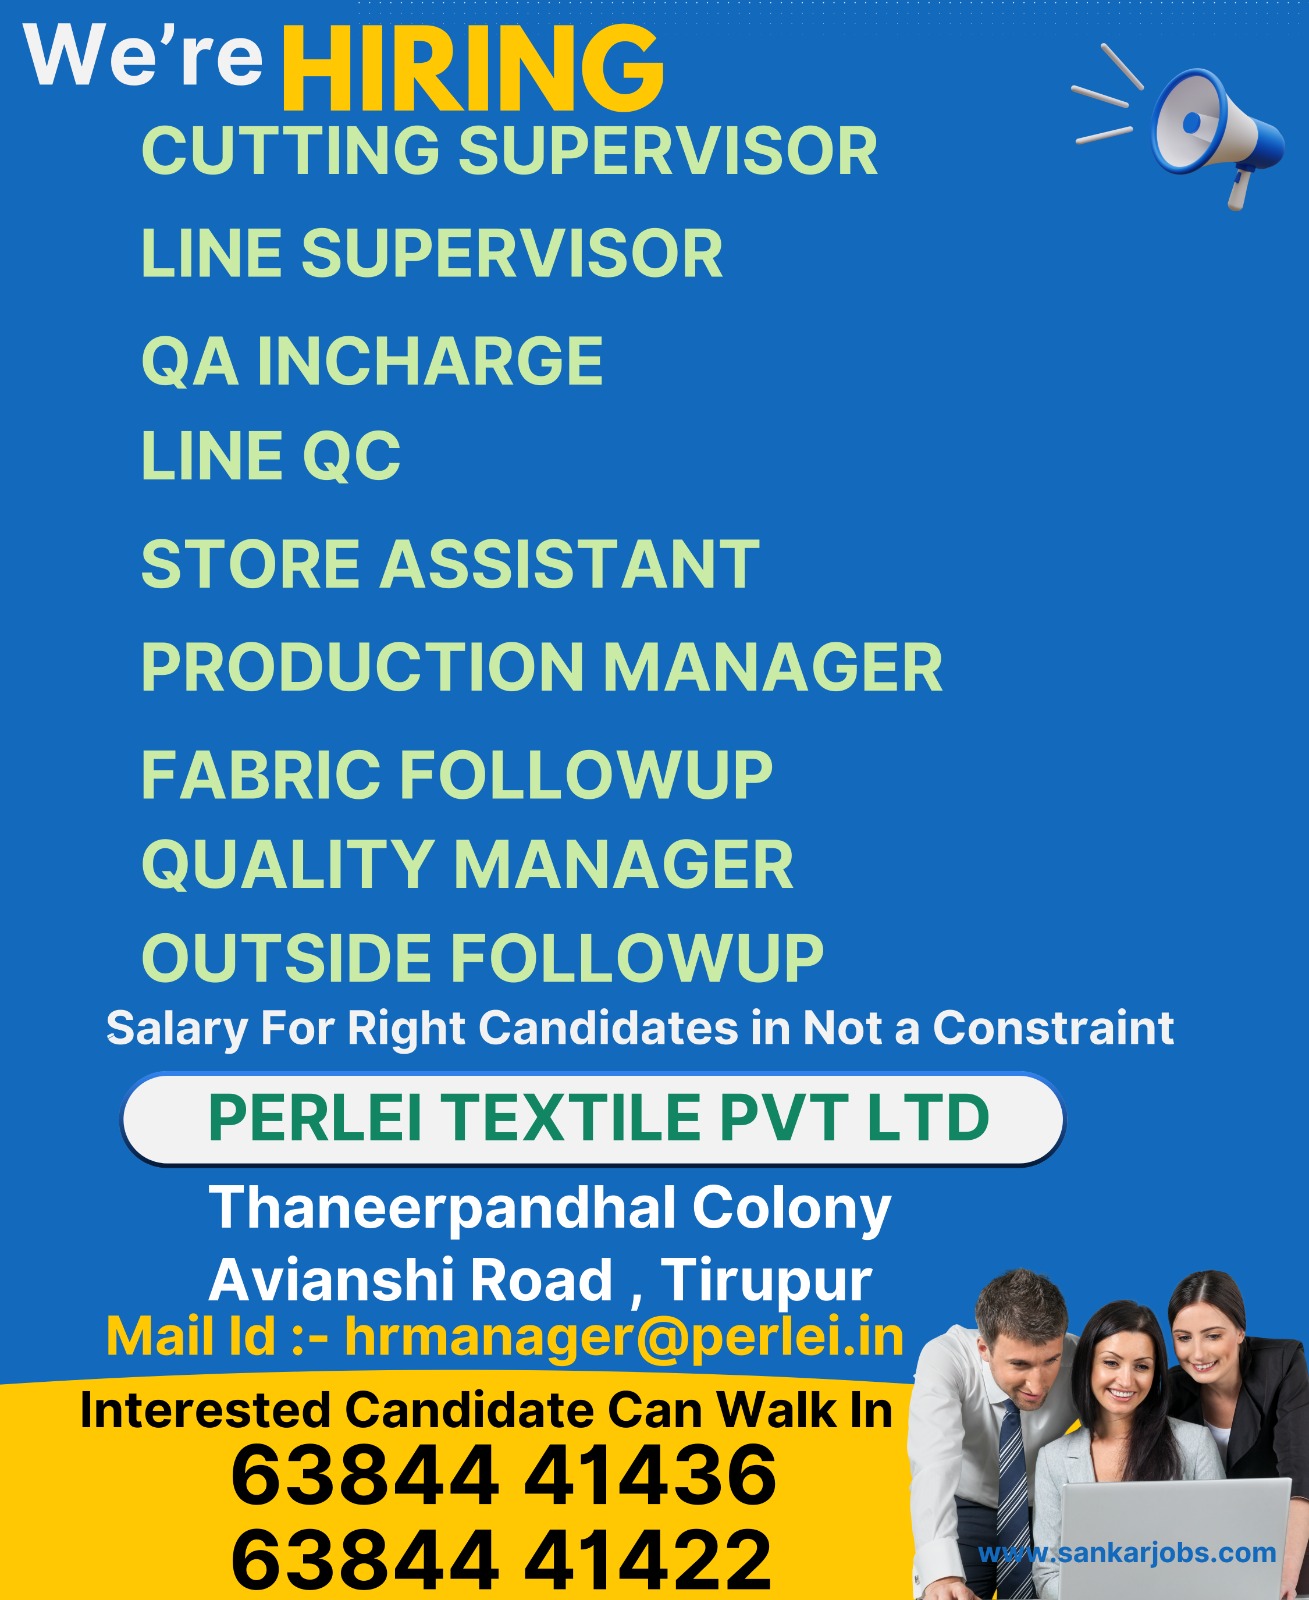 We're HIRING
CUTTING SUPERVISOR
LINE SUPERVISOR
QA INCHARGE
LINE QC
STORE ASSISTANT
PRODUCTION MANAGER
FABRIC FOLLOWUP
QUALITY MANAGER
OUTSIDE FOLLOWUP
Salary For Right Candidates in Not a Constraint
PERLEI TEXTILE PVT LTD
Thaneerpandhal Colony
Avianshi Road , Tirupur
Mail Id :- hrmanager@perlei.in
Interested Candidate Can Walk In
63844 41436
63844 41422
www.sankarjobs.com